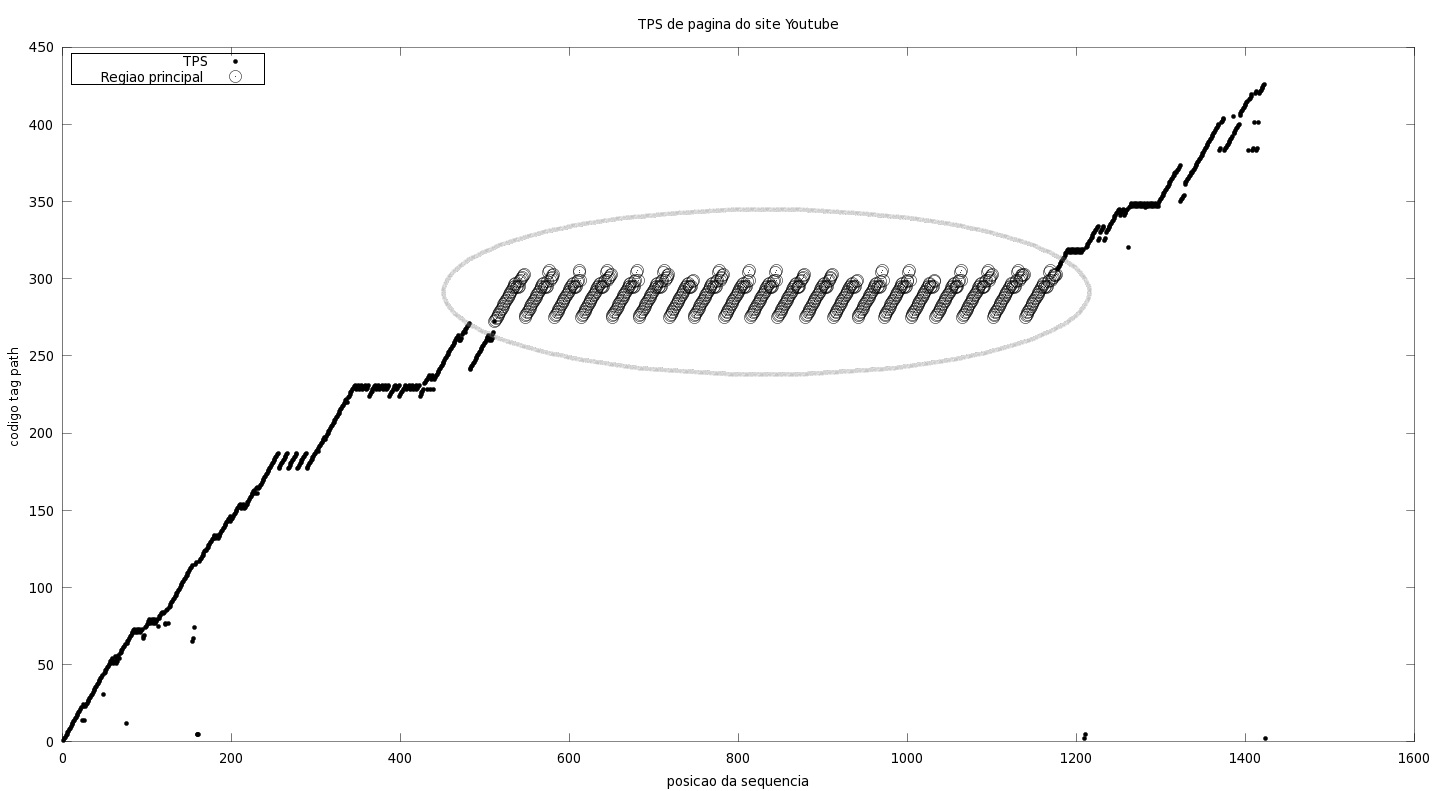 TPS de pagina do site Youtube
450
400
350
300
250
200
150
100
50
0
TPS
Regiao principal
codigo tag path
0 200 400 600 800 1000 1200 1400 1600
posicao da sequencia